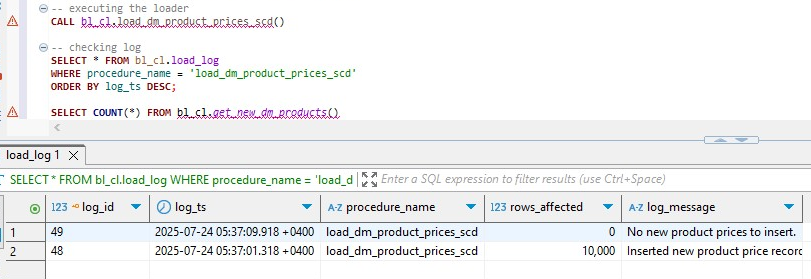 -- executing the loader
CALL bl_cl.load_dm_product_prices_scd()
-- checking log
SELECT * FROM bl_cl.load_log
WHERE procedure_name = 'load_dm_product_prices_scd'
ORDER BY log_ts DESC;
SELECT COUNT(*) FROM bl_cl.get_new_dm_products()
load_log 1
SELECT * FROM bl_cl.load_log WHERE procedure_name = 'load_d
Enter a SQL expression to filter results (use Ctrl+Space)
123 log_id log_ts A-Z procedure_name 123 rows_affected A-Z log_message
1 49 2025-07-24 05:37:09.918 +0400 load_dm_product_prices_scd 0 No new product prices to insert.
2 48 2025-07-24 05:37:01.318 +0400 load_dm_product_prices_scd 10,000 Inserted new product price record